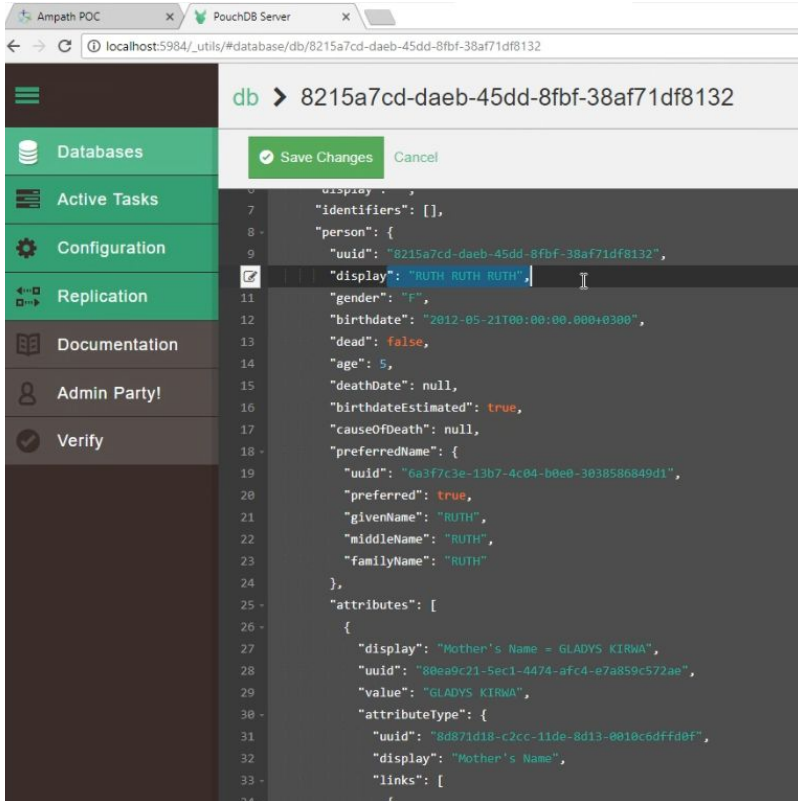 Ampath POC
PouchDB Server
localhost:5984/_utils/#database/db/8215a7cd-daeb-45dd-8fbf-38af71df8132
db > 8215a7cd-daeb-45dd-8fbf-38af71df8132
Databases
Active Tasks
Configuration
Replication
Documentation
Admin Party!
Verify
Save Changes Cancel
6 "display": "",
7 "identifiers": [],
8 "person": {
9 "uuid": "8215a7cd-daeb-45dd-8fbf-38af71df8132",
"display": "RUTH RUTH RUTH",
11 "gender": "F",
12 "birthdate": "2012-05-21T00:00:00.000+0300",
13 "dead": false,
14 "age": 5,
15 "deathDate": null,
16 "birthdateEstimated": true,
17 "causeOfDeath": null,
18 "preferredName": {
19 "uuid": "6a3f7c3e-13b7-4c04-b0e0-3038586849d1",
20 "preferred": true,
21 "givenName": "RUTH",
22 "middleName": "RUTH",
23 "familyName": "RUTH"
24 },
25 "attributes": [
26 {
27 "display": "Mother's Name = GLADYS KIRWA",
28 "uuid": "80ea9c21-5ec1-4474-afc4-e7a859c572ae",
29 "value": "GLADYS KIRWA",
30 "attributeType": {
31 "uuid": "8d871d18-c2cc-11de-8d13-0010c6dffd0f",
32 "display": "Mother's Name",
33 "links": [